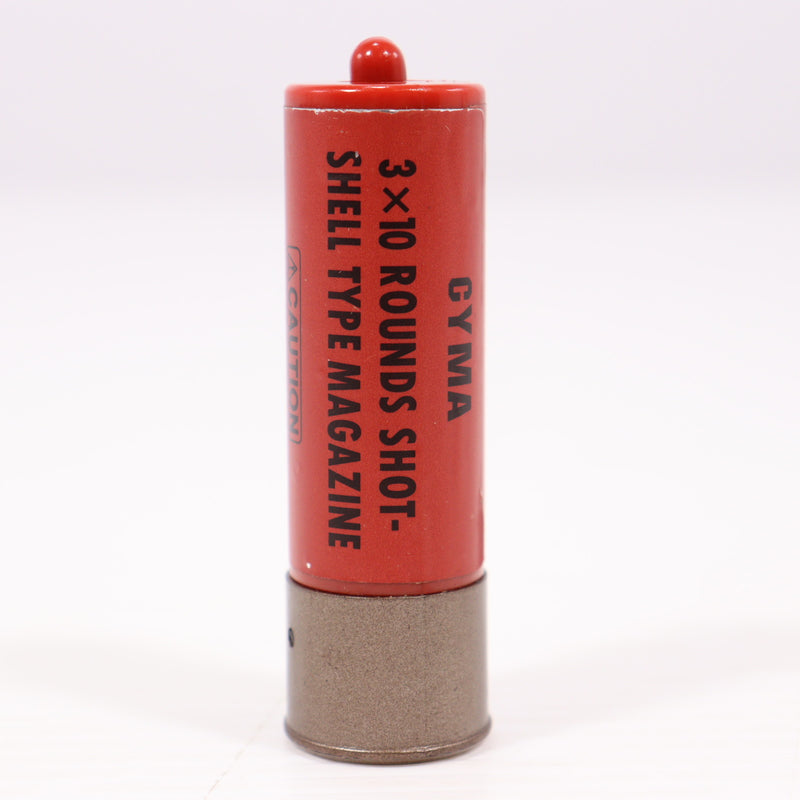 CYMA
3×10 ROUNDS SHOT-
SHELL TYPE MAGAZINE
⚠CAUTION